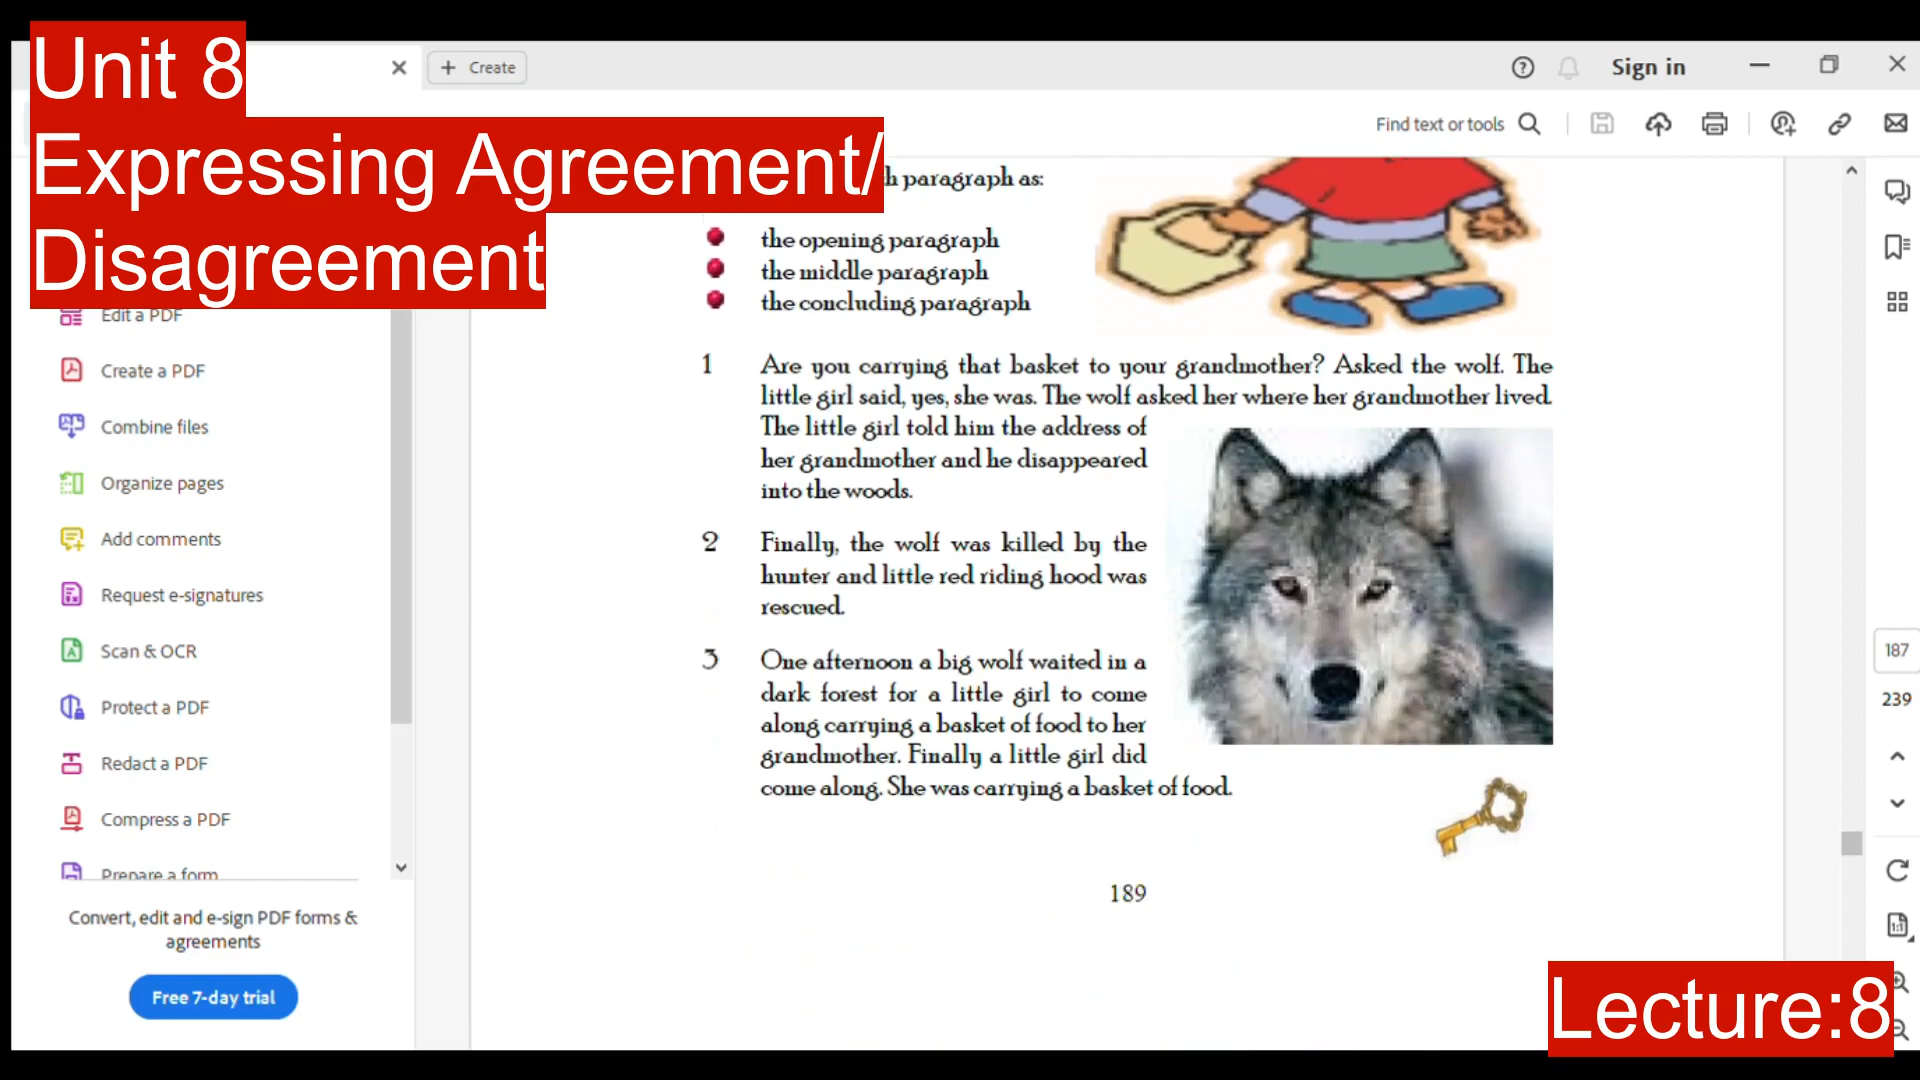 Unit 8
Expressing Agreement/
Disagreement
Create
Sign in
Find text or tools
h paragraph as:
the opening paragraph
the middle paragraph
the concluding paragraph
1 Are you carrying that basket to your grandmother? Asked the wolf. The
little girl said, yes, she was. The wolf asked her where her grandmother lived.
The little girl told him the address of
her grandmother and he disappeared
into the woods.
2 Finally, the wolf was killed by the
hunter and little red riding hood was
rescued.
3 One afternoon a big wolf waited in a
dark forest for a little girl to come
along carrying a basket of food to her
grandmother. Finally a little girl did
come along. She was carrying a basket of food.
189
Edit a PDF
Create a PDF
Combine files
Organize pages
Add comments
Request e-signatures
Scan & OCR
Protect a PDF
Redact a PDF
Compress a PDF
Prepare a form
Convert, edit and e-sign PDF forms &
agreements
Free 7-day trial
187
239
1:1
Lecture:8